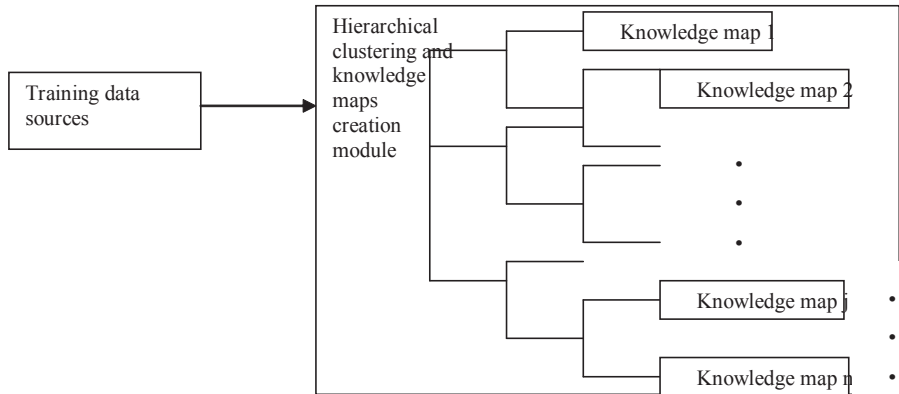 Training data
sources
Hierarchical
clustering and
knowledge
maps
creation
module
Knowledge map 1
Knowledge map 2
Knowledge map j
Knowledge map n